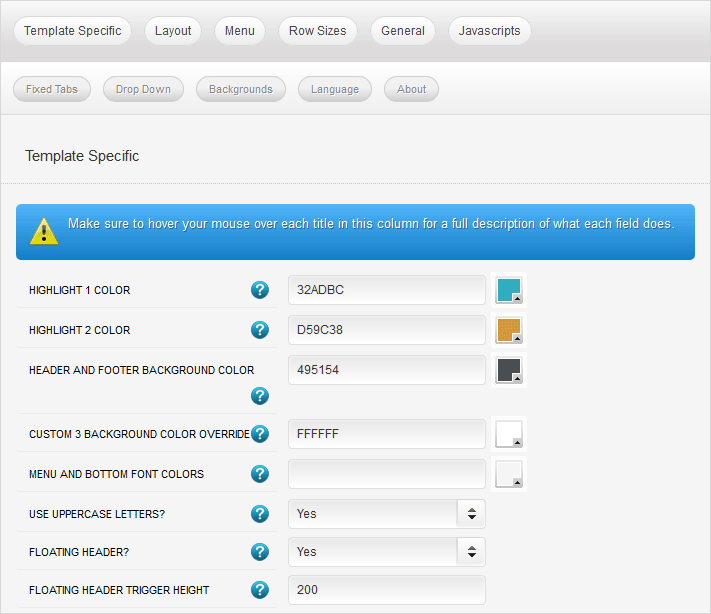 Template Specific Layout Menu Row Sizes General Javascripts
Fixed Tabs Drop Down Backgrounds Language About
Template Specific
Make sure to hover your mouse over each title in this column for a full description of what each field does.
HIGHLIGHT 1 COLOR ? 32ADBC
HIGHLIGHT 2 COLOR ? D59C38
HEADER AND FOOTER BACKGROUND COLOR ? 495154
CUSTOM 3 BACKGROUND COLOR OVERRIDE ? FFFFFF
MENU AND BOTTOM FONT COLORS ?
USE UPPERCASE LETTERS? ? Yes
FLOATING HEADER? ? Yes
FLOATING HEADER TRIGGER HEIGHT ? 200